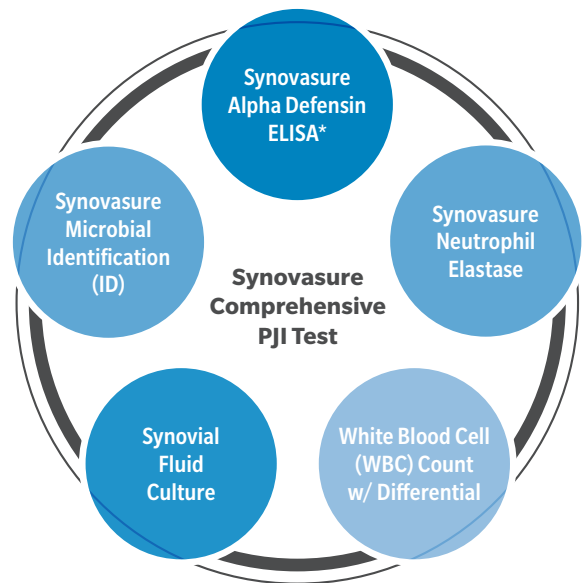 Synovasure
Alpha Defensin
ELISA*
Synovasure
Neutrophil
Elastase
White Blood Cell
(WBC) Count
w/ Differential
Synovial
Fluid
Culture
Synovasure
Microbial
Identification
(ID)
Synovasure
Comprehensive
PJI Test